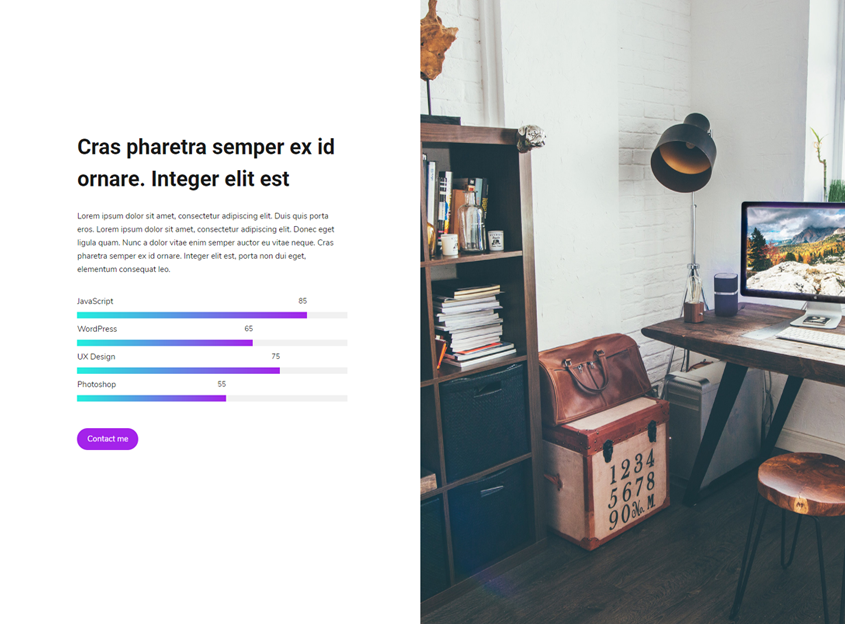 Cras pharetra semper ex id
ornare. Integer elit est
Lorem ipsum dolor sit amet, consectetur adipiscing elit. Duis quis porta
eros. Lorem ipsum dolor sit amet, consectetur adipiscing elit. Donec eget
ligula quam. Nunc a dolor vitae enim semper auctor eu vitae neque. Cras
pharetra semper ex id ornare. Integer elit est, porta non dui eget,
elementum consequat leo.
JavaScript 85
WordPress 65
UX Design 75
Photoshop 55
Contact me
1234
5678
90 No M